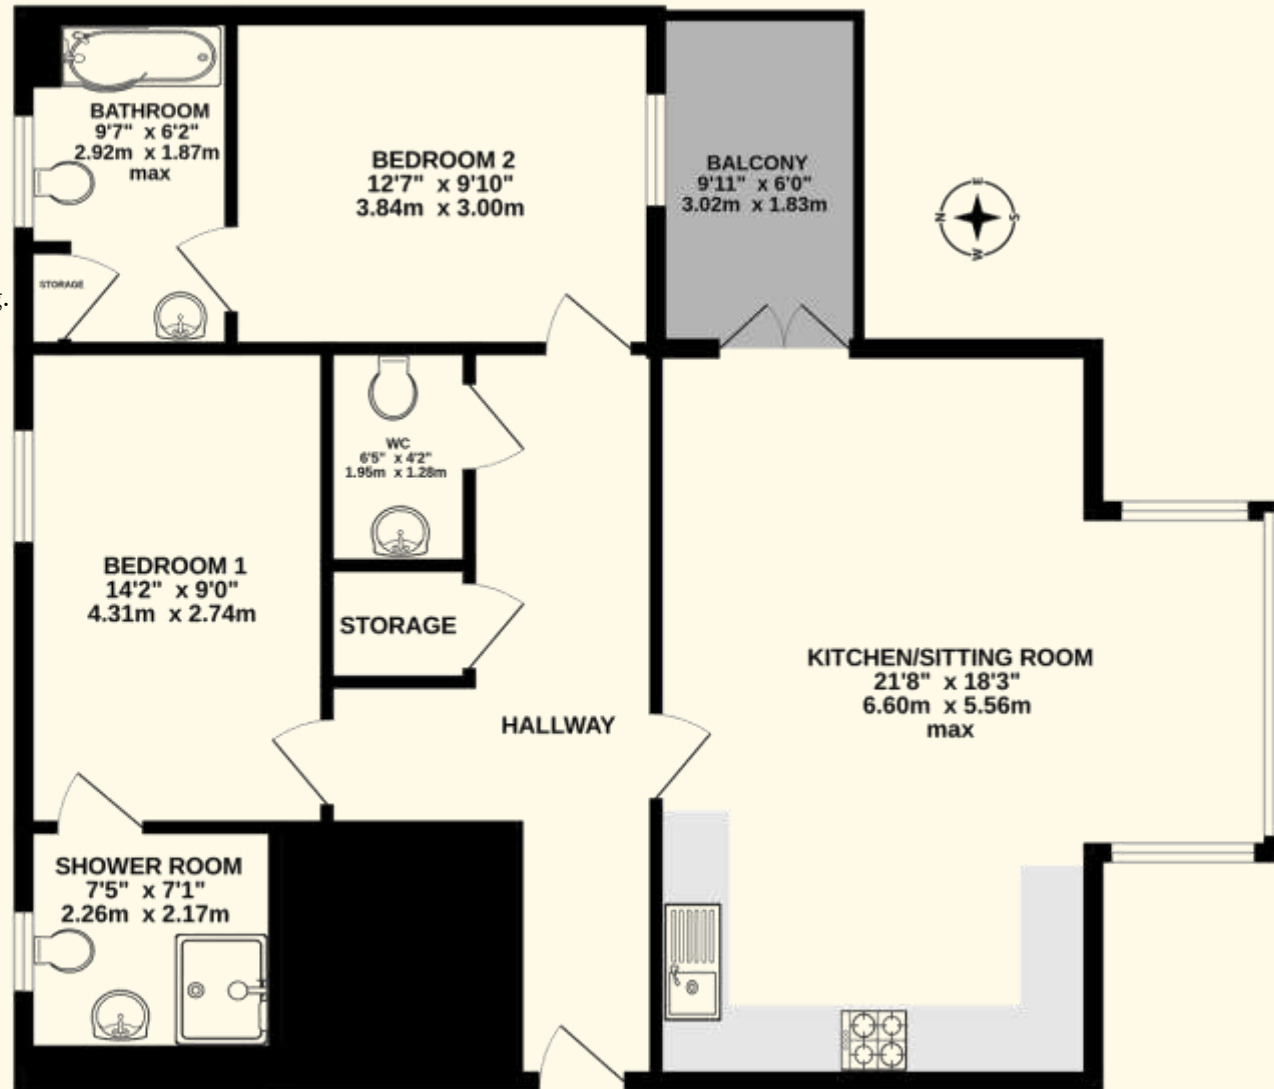 BATHROOM
9'7" x 6'2"
2.92m x 1.87m
max
BEDROOM 2
12'7" x 9'10"
3.84m x 3.00m
BALCONY
9'11" x 6'0"
3.02m x 1.83m
E
N
S
W
STORAGE
g.
WC
6'5" x 4'2"
1.95m x 1.28m
BEDROOM 1
14'2" x 9'0"
4.31m x 2.74m
STORAGE
KITCHEN/SITTING ROOM
21'8" x 18'3"
6.60m x 5.56m
max
HALLWAY
SHOWER ROOM
7'5" x 7'1"
2.26m x 2.17m